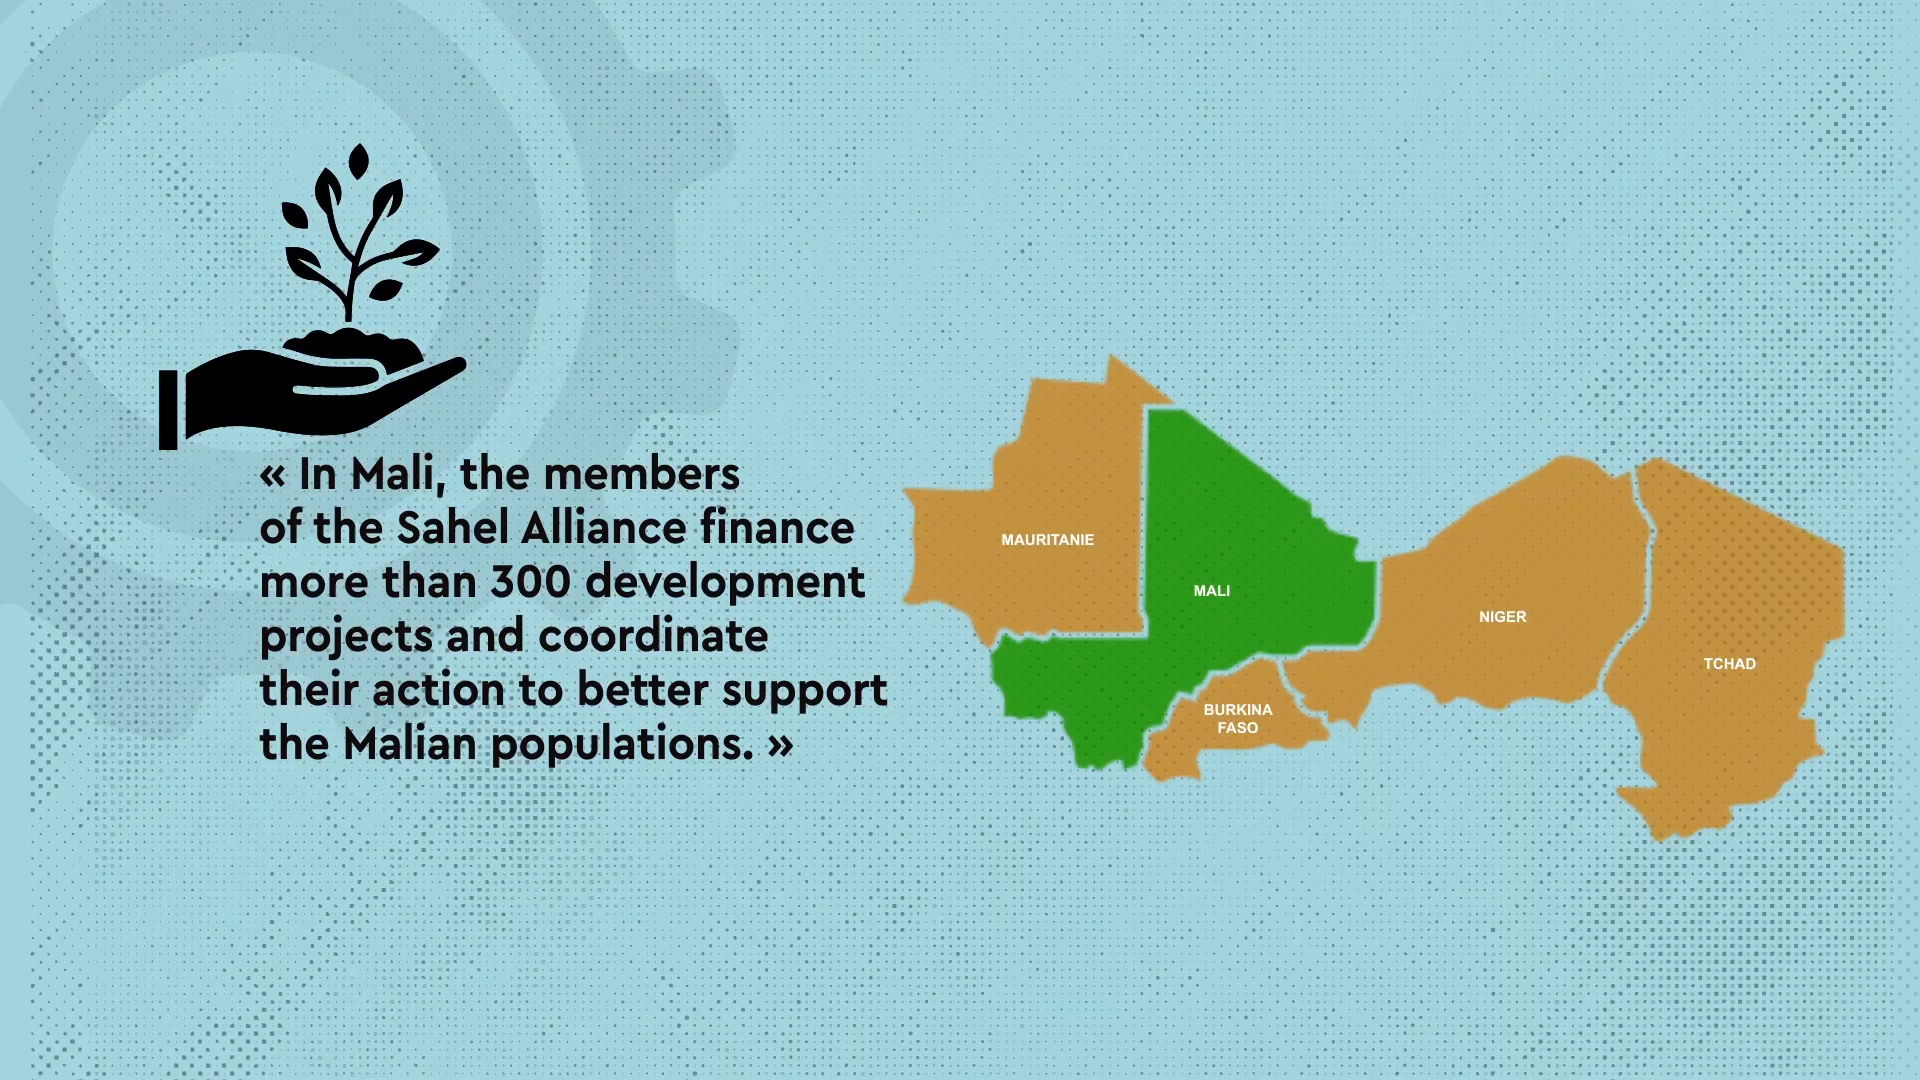 « In Mali, the members
of the Sahel Alliance finance
more than 300 development
projects and coordinate
their action to better support
the Malian populations. »
MAURITANIE
MALI
NIGER
TCHAD
BURKINA
FASO